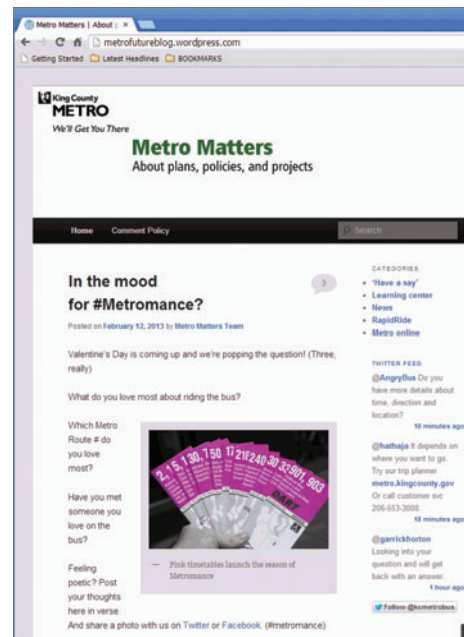 Metro Matters | About p
metrofutureblog.wordpress.com
Getting Started
Latest Headlines
BOOKMARKS
King County
METRO
We'll Get You There
Metro Matters
About plans, policies, and projects
Home
Comment Policy
Search
In the mood
for #Metromance?
3
Posted on February 12, 2013 by Metro Matters Team
Valentine's Day is coming up and we're popping the question! (Three,
really)
What do you love most about riding the bus?
Which Metro
Route # do
you love
most?
Have you met
someone you
love on the
bus?
Feeling
poetic? Post
your thoughts
here in verse.
And share a photo with us on Twitter or Facebook. (#metromance)
DART
— Pink timetables launch the season of
Metromance
CATEGORIES
'Have a say'
Learning center
News
RapidRide
Metro online
TWITTER FEED
@AngryBus Do you
have more details about
time, direction and
location?
10 minutes ago
@hathaja It depends on
where you want to go.
Try our trip planner
metro.kingcounty.gov
Or call customer svc
206-553-3000.
18 minutes ago
@garrickhorton
Looking into your
question and will get
back with an answer.
1 hour ago
Follow @kcmetrobus